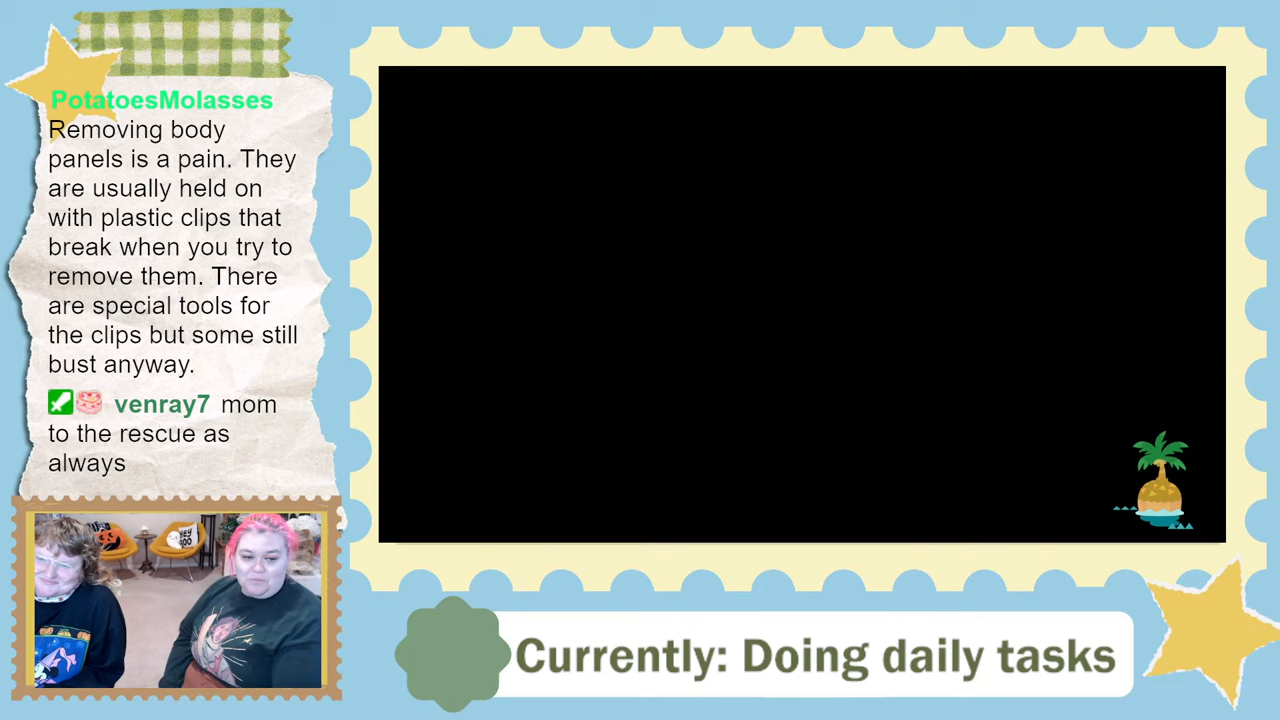 PotatoesMolasses
Removing body
panels is a pain. They
are usually held on
with plastic clips that
break when you try to
remove them. There
are special tools for
the clips but some still
bust anyway.
venray7 mom
to the rescue as
always
HEY
BOO
Currently: Doing daily tasks